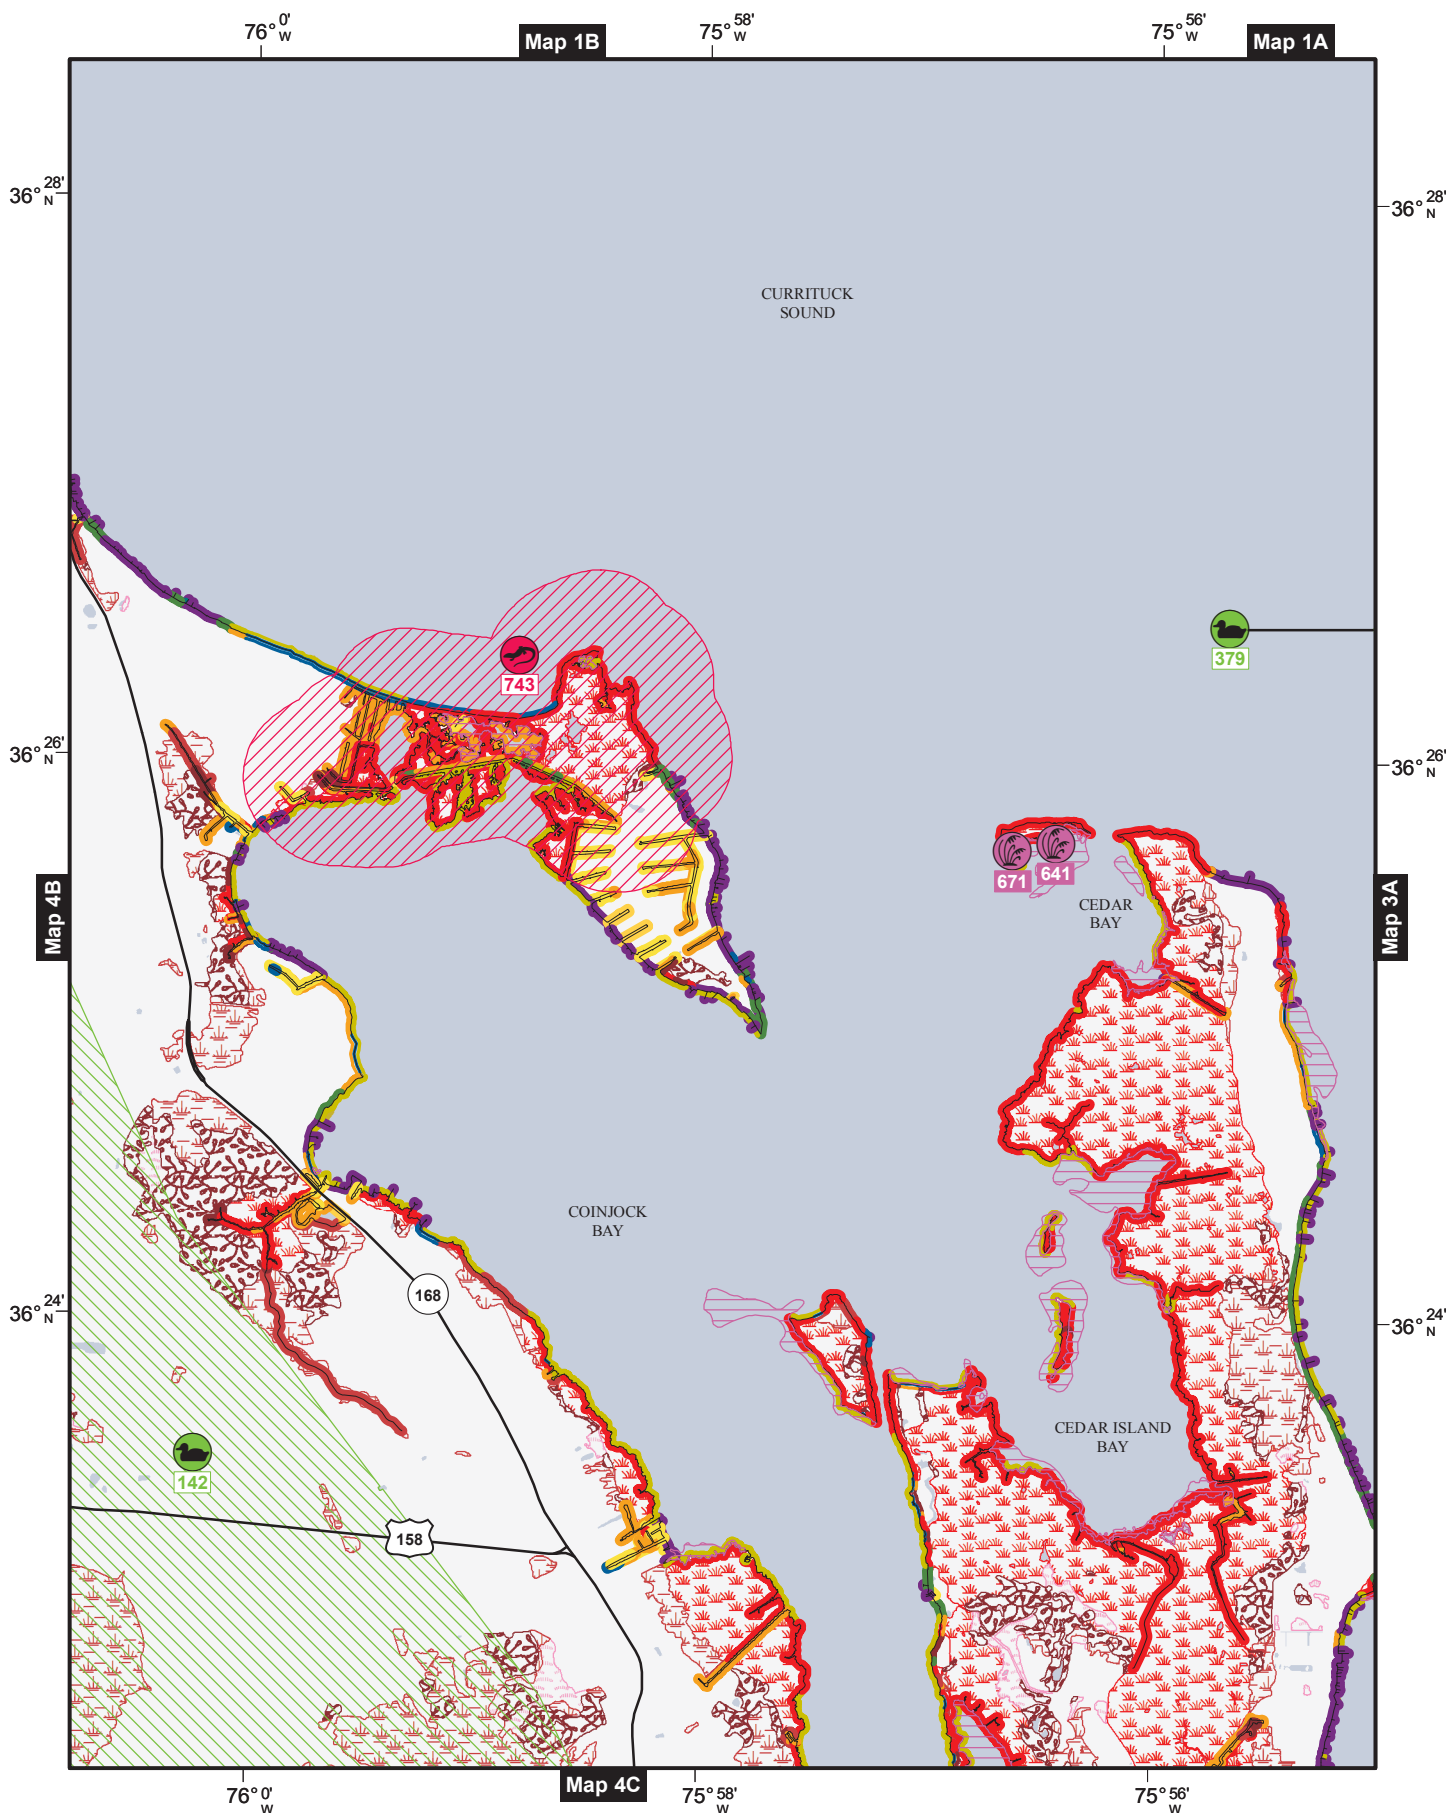 76° 0' W
Map 1B
75° 58' W
75° 56' W
Map 1A
36° 28' N
36° 28' N
CURRITUCK
SOUND
379
743
36° 26' N
36° 26' N
671
641
Map 4B
CEDAR
BAY
Map 3A
COINJOCK
BAY
168
36° 24' N
36° 24' N
CEDAR ISLAND
BAY
142
158
76° 0' W
Map 4C
75° 58' W
75° 56' W